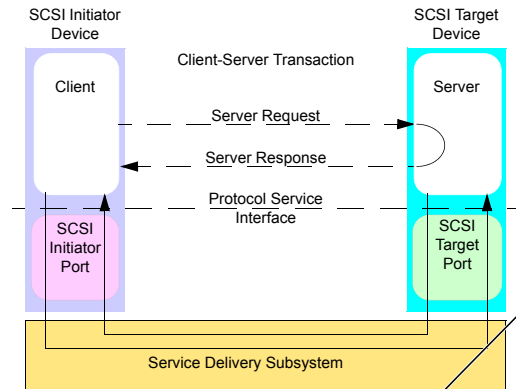 SCSI Initiator
Device
SCSI Target
Device
Client-Server Transaction
Client
Server
Server Request
Server Response
Protocol Service
Interface
SCSI
Initiator
Port
SCSI
Target
Port
Service Delivery Subsystem